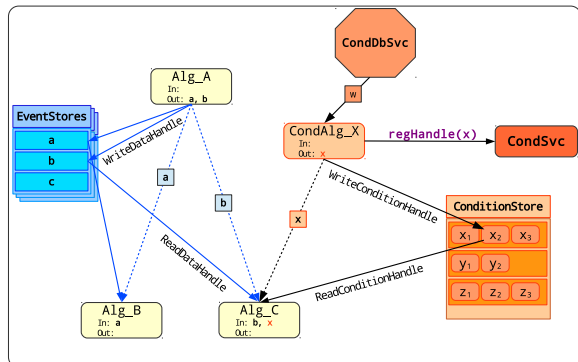 CondDbSvc
Alg_A
In:
Out: a, b
w
EventStores
a
b
c
WriteDataHandle
CondAlg_X
In:
Out: x
regHandle(x)
CondSvc
a
b
x
WriteConditionHandle
ReadDataHandle
ConditionStore
x1 x2 x3
y1 y2
z1 z2 z3
ReadConditionHandle
Alg_B
In: a
Out:
Alg_C
In: b, x
Out: